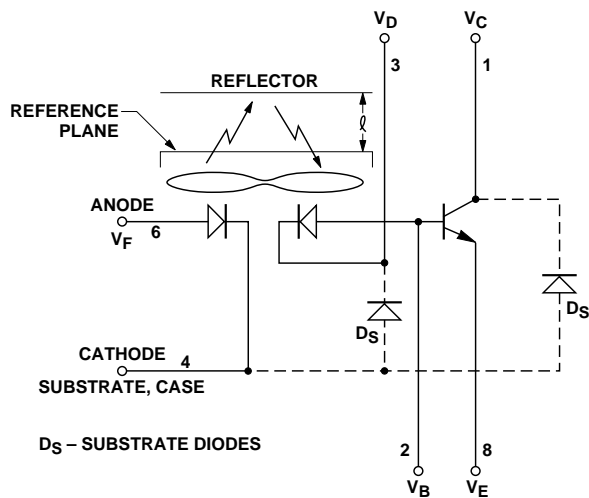 V_D
V_C
3
1
REFLECTOR
REFERENCE
PLANE
ℓ
ANODE
6
V_F
D_S
D_S
CATHODE
4
SUBSTRATE, CASE
D_S – SUBSTRATE DIODES
2
8
V_B
V_E